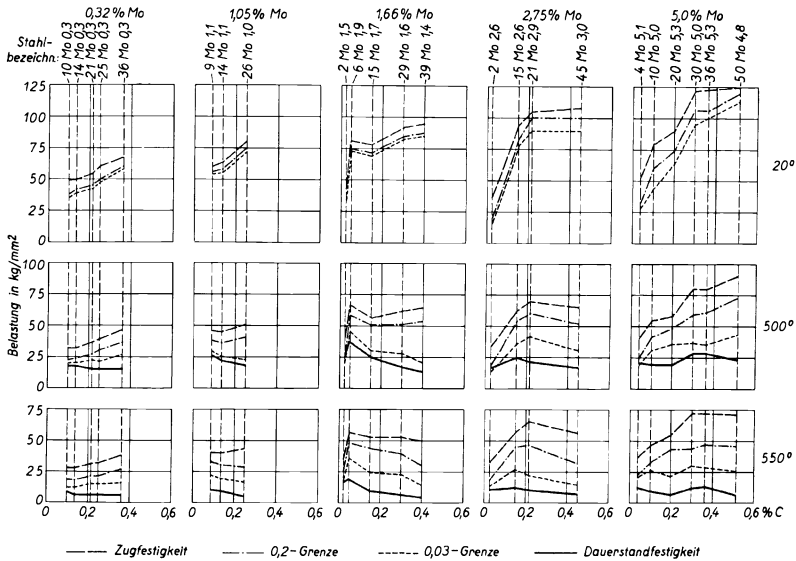 0,32% Mo 1,05% Mo 1,66% Mo 2,75% Mo 5,0% Mo
Stahl-
bezeichn.:
10 Mo 0,3
14 Mo 0,3
21 Mo 0,3
25 Mo 0,3
36 Mo 0,3
9 Mo 1,1
14 Mo 1,1
26 Mo 1,0
2 Mo 1,5
6 Mo 1,9
15 Mo 1,7
29 Mo 1,6
39 Mo 1,4
2 Mo 2,6
15 Mo 2,6
21 Mo 2,9
45 Mo 3,0
4 Mo 5,1
10 Mo 5,0
20 Mo 5,3
30 Mo 5,0
36 Mo 5,3
50 Mo 4,8
Belastung in kg/mm²
125
100
75
50
25
0
20°
100
75
50
25
0
500°
75
50
25
0
550°
0 0,2 0,4 0,6 0 0,2 0,4 0,6 0 0,2 0,4 0,6 0 0,2 0,4 0,6 0 0,2 0,4 0,6 % C
Zugfestigkeit 0,2-Grenze 0,03-Grenze Dauerstandfestigkeit